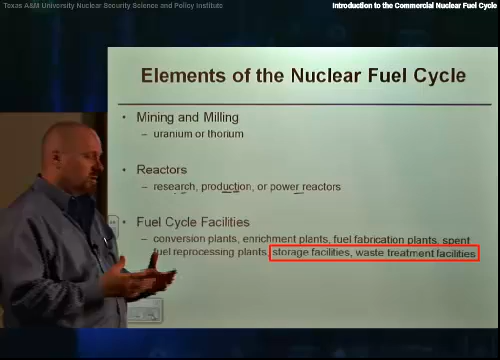 Texas A&M University Nuclear Security Science and Policy Institute
Introduction to the Commercial Nuclear Fuel Cycle
Elements of the Nuclear Fuel Cycle
• Mining and Milling
– uranium or thorium
• Reactors
– research, production, or power reactors
• Fuel Cycle Facilities
– conversion plants, enrichment plants, fuel fabrication plants, spent
fuel reprocessing plants, storage facilities, waste treatment facilities